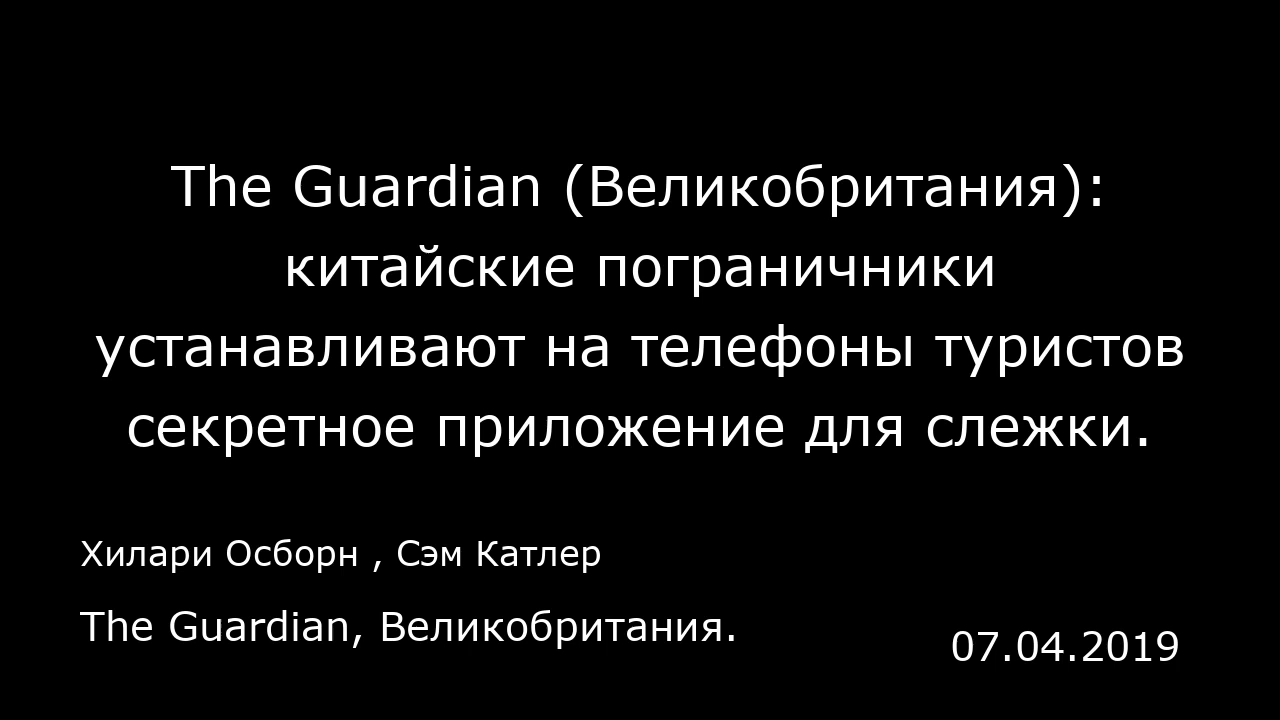 The Guardian (Великобритания):
китайские пограничники
устанавливают на телефоны туристов
секретное приложение для слежки.
Хилари Осборн , Сэм Катлер
The Guardian, Великобритания.
07.04.2019